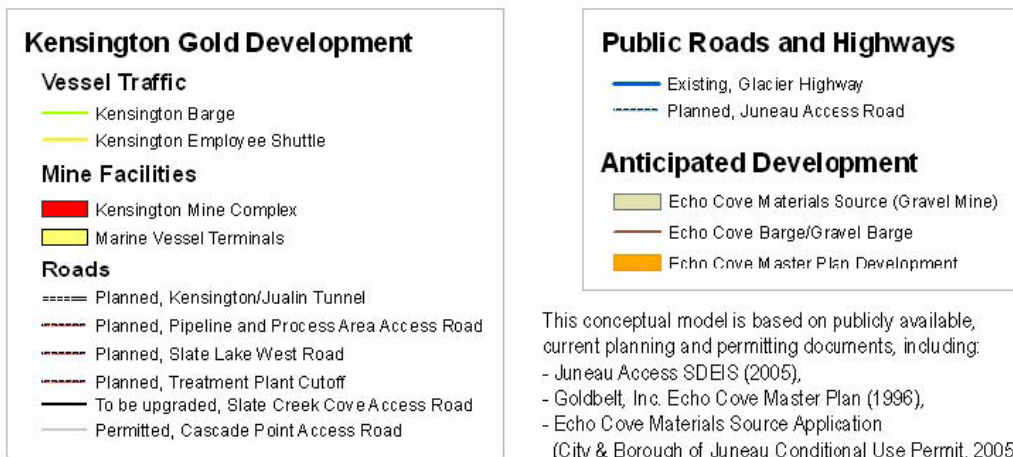 Kensington Gold Development
Vessel Traffic
Kensington Barge
Kensington Employee Shuttle
Mine Facilities
Kensington Mine Complex
Marine Vessel Terminals
Roads
Planned, Kensington/Jualin Tunnel
Planned, Pipeline and Process Area Access Road
Planned, Slate Lake West Road
Planned, Treatment Plant Cutoff
To be upgraded, Slate Creek Cove Access Road
Permitted, Cascade Point Access Road
Public Roads and Highways
Existing, Glacier Highway
Planned, Juneau Access Road
Anticipated Development
Echo Cove Materials Source (Gravel Mine)
Echo Cove Barge/Gravel Barge
Echo Cove Master Plan Development
This conceptual model is based on publicly available,
current planning and permitting documents, including:
- Juneau Access SDEIS (2005),
- Goldbelt, Inc. Echo Cove Master Plan (1996),
- Echo Cove Materials Source Application
(City & Borough of Juneau Conditional Use Permit, 2005